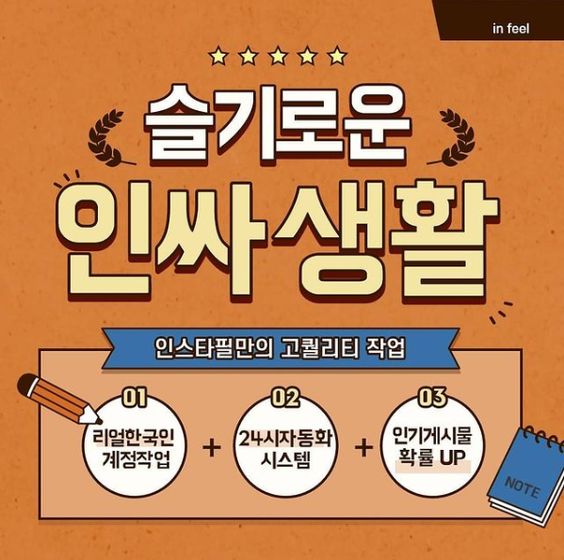 in feel
슬기로운
인싸생활
인스타필만의 고퀄리티 작업
01
리얼한국인
계정작업
+
02
24시자동화
시스템
+
03
인기게시물
확률 UP
NOTE